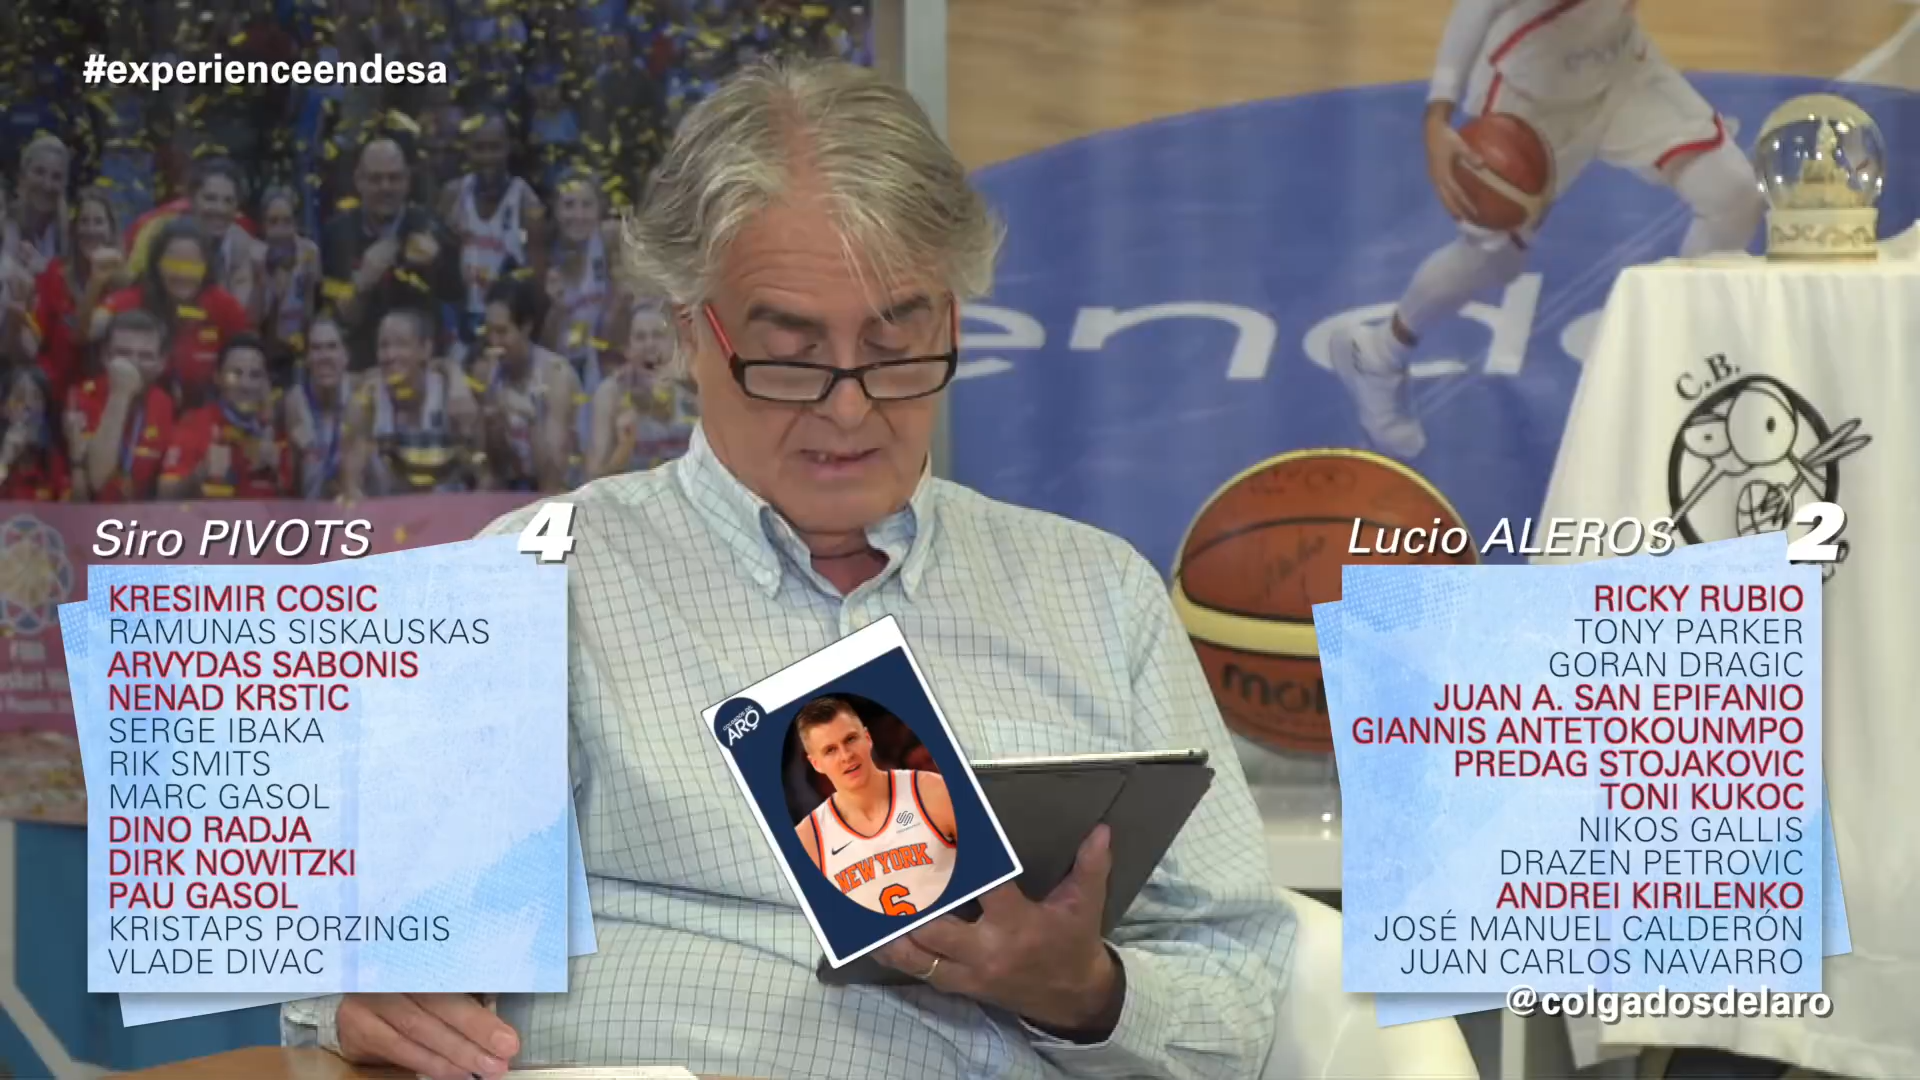 #experienceendesa
end
C.B.
Siro PIVOTS 4
KRESIMIR COSIC
RAMUNAS SISKAUSKAS
ARVYDAS SABONIS
NENAD KRSTIC
SERGE IBAKA
RIK SMITS
MARC GASOL
DINO RADJA
DIRK NOWITZKI
PAU GASOL
KRISTAPS PORZINGIS
VLADE DIVAC
COLGADOS DEL
ARO
NEW YORK
6
Lucio ALEROS 2
RICKY RUBIO
TONY PARKER
GORAN DRAGIC
JUAN A. SAN EPIFANIO
GIANNIS ANTETOKOUNMPO
PREDAG STOJAKOVIC
TONI KUKOC
NIKOS GALLIS
DRAZEN PETROVIC
ANDREI KIRILENKO
JOSÉ MANUEL CALDERÓN
JUAN CARLOS NAVARRO
@colgadosdelaro